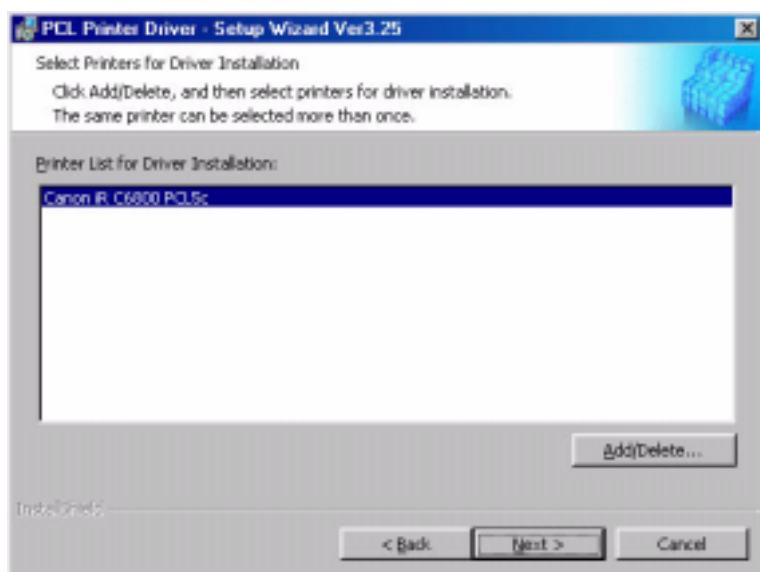 PCL Printer Driver - Setup Wizard Ver3.25
Select Printers for Driver Installation
Click Add/Delete, and then select printers for driver installation.
The same printer can be selected more than once.
Printer List for Driver Installation:
Canon iR C6800 PCL5c
Add/Delete...
InstallShield
< Back
Next >
Cancel